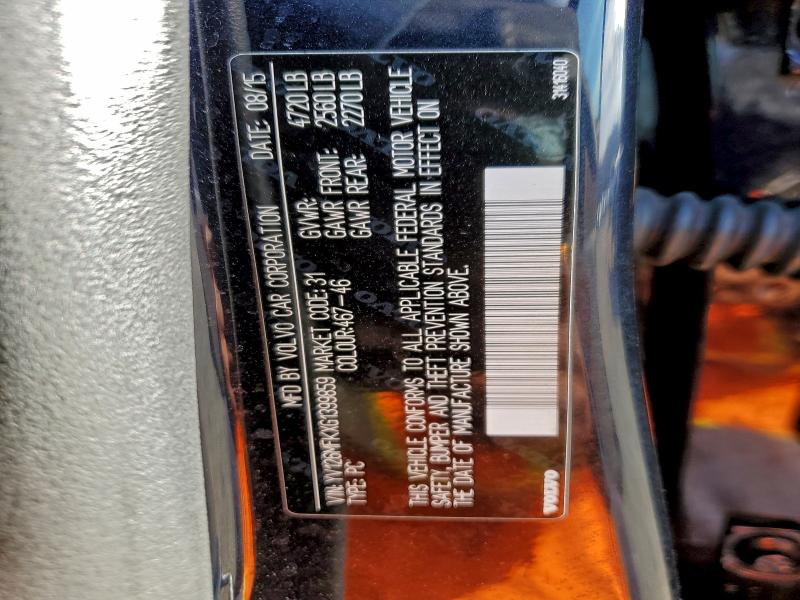 MFD BY VOLVO CAR CORPORATION DATE: 08/15
VIN: YV126MFKXG1399859 MARKET CODE: 31 GVWR: 4720LB
TYPE: PC COLOUR:467-46 GAWR FRONT: 2560LB
GAWR REAR: 2270LB
THIS VEHICLE CONFORMS TO ALL APPLICABLE FEDERAL MOTOR VEHICLE
SAFETY, BUMPER AND THEFT PREVENTION STANDARDS IN EFFECT ON
THE DATE OF MANUFACTURE SHOWN ABOVE.
VOLVO 31416040